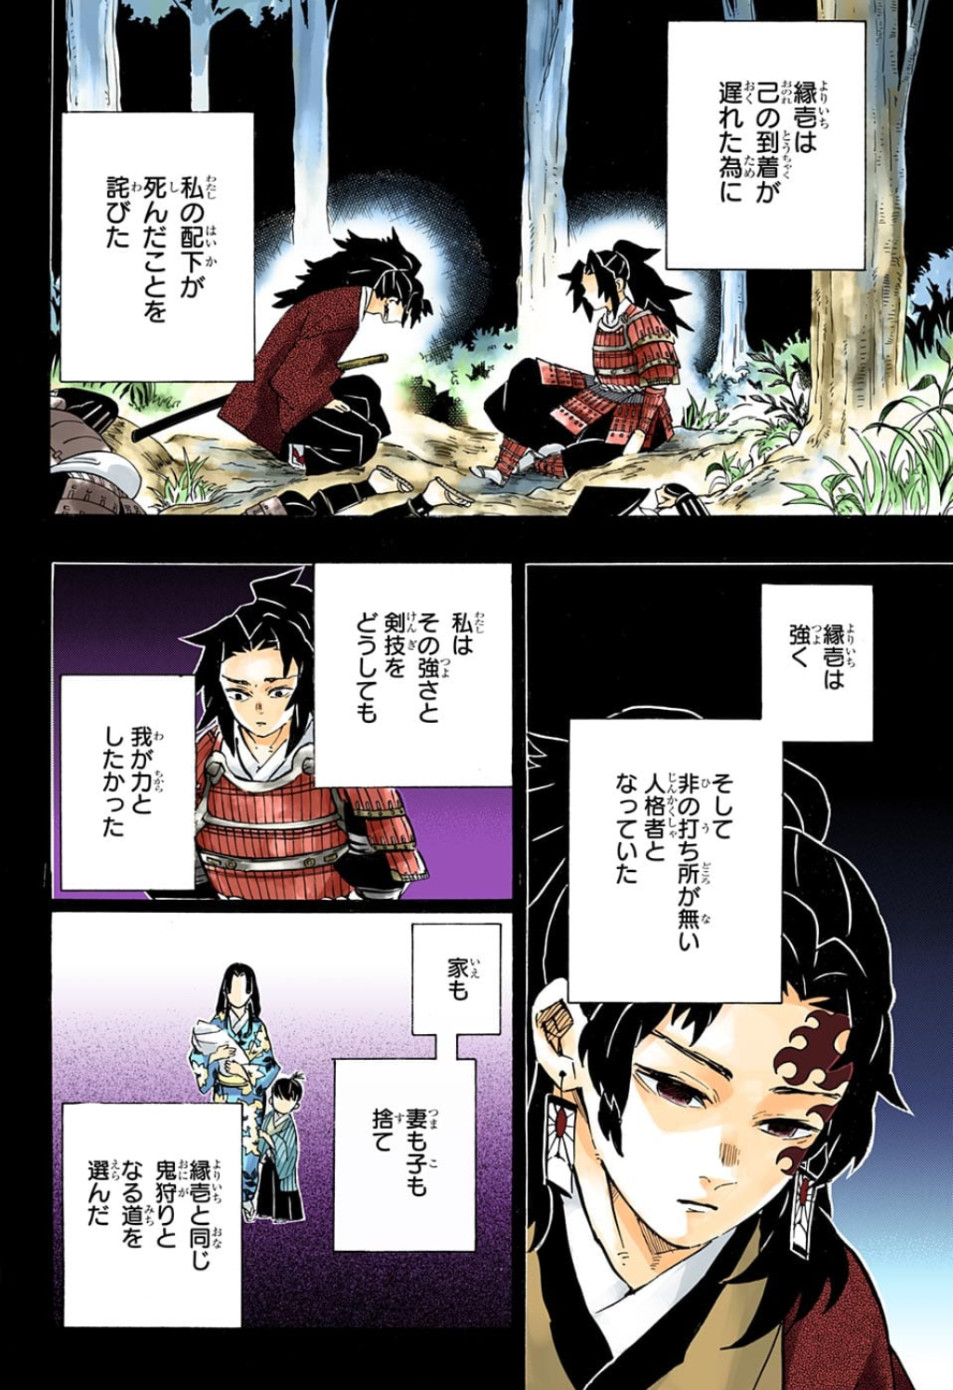 縁壱は
己の到着が
遅れた為に
私の配下が
死んだことを
詫びた
縁壱は
強く
そして
非の打ち所が無い
人格者と
なっていた
私は
その強さと
剣技を
どうしても
我が力と
したかった
家も
妻も子も
捨て
縁壱と同じ
鬼狩りと
なる道を
選んだ